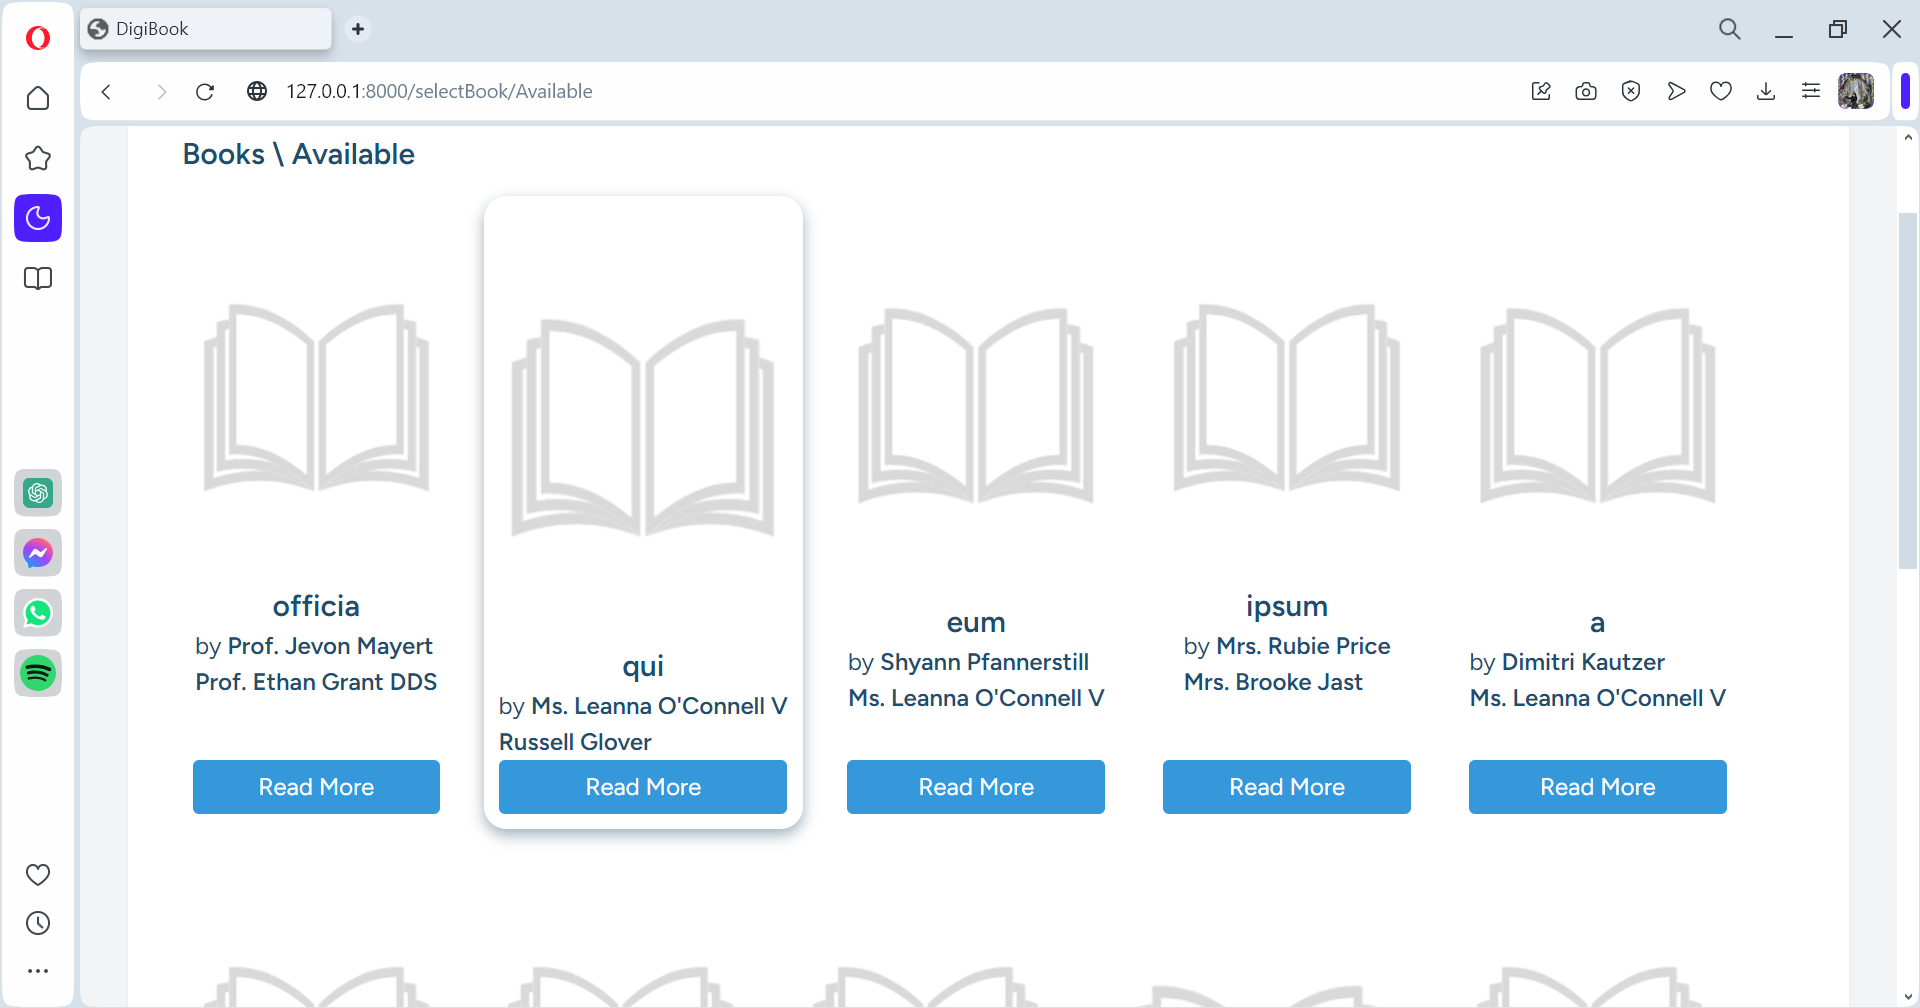 DigiBook
127.0.0.1:8000/selectBook/Available
Books \ Available
officia
by Prof. Jevon Mayert
Prof. Ethan Grant DDS
Read More
qui
by Ms. Leanna O'Connell V
Russell Glover
Read More
eum
by Shyann Pfannerstill
Ms. Leanna O'Connell V
Read More
ipsum
by Mrs. Rubie Price
Mrs. Brooke Jast
Read More
a
by Dimitri Kautzer
Ms. Leanna O'Connell V
Read More